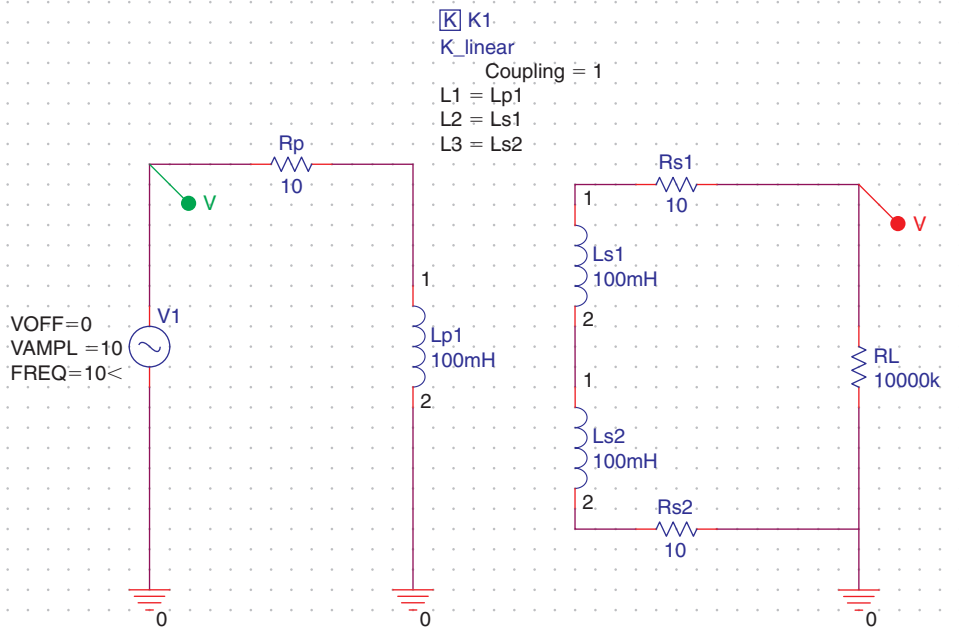 K K1
K_linear
Coupling = 1
L1 = Lp1
L2 = Ls1
L3 = Ls2
Rp
10
V
VOFF=0
VAMPL =10
FREQ=10<
V1
1
Lp1
100mH
2
0
0
Rs1
10
V
1
Ls1
100mH
2
1
Ls2
100mH
2
RL
10000k
Rs2
10
0